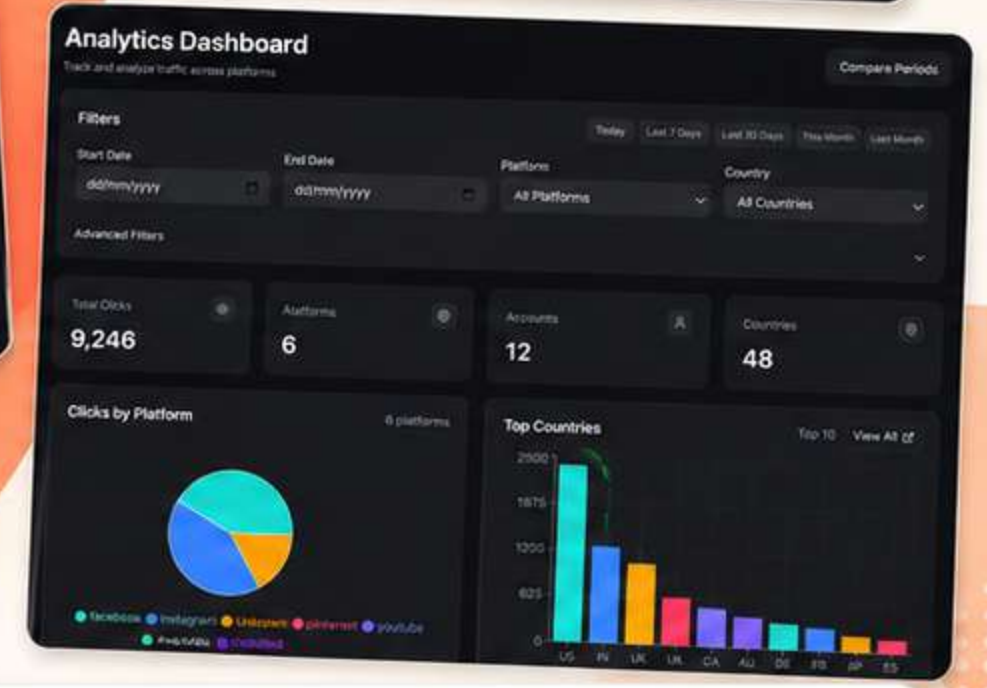 Analytics Dashboard
Track and analyze traffic across platforms
Compare Periods
Filters
Today
Last 7 Days
Last 30 Days
This Month
Last Month
Start Date
End Date
Platform
Country
dd/mm/yyyy
dd/mm/yyyy
All Platforms
All Countries
Advanced Filters
Total Clicks
Accounts
Countries
9,246
6
12
48
Clicks by Platform
6 platforms
Top Countries
Top 10
View All
2500
1875
1200
625
0
facebook
instagram
pinterest
youtube
US
IN
UK
UK
CA
AU
DE
ES